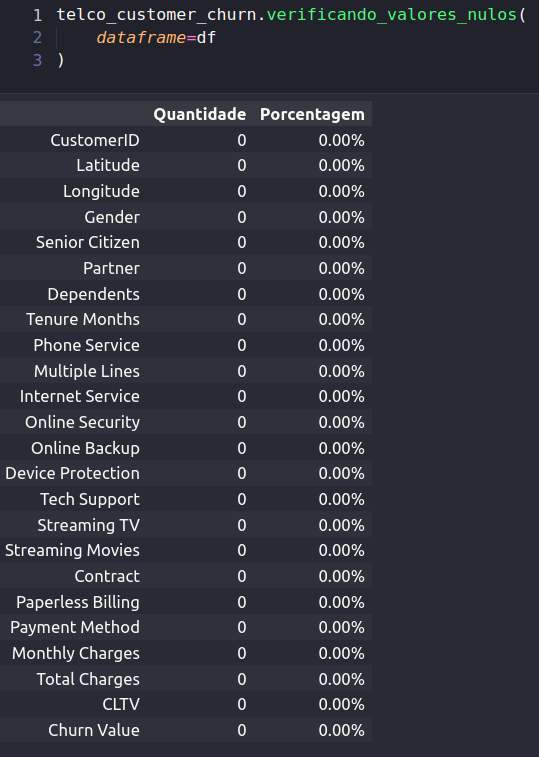 1 telco_customer_churn.verificando_valores_nulos(
2 dataframe=df
3 )
Quantidade Porcentagem
CustomerID 0 0.00%
Latitude 0 0.00%
Longitude 0 0.00%
Gender 0 0.00%
Senior Citizen 0 0.00%
Partner 0 0.00%
Dependents 0 0.00%
Tenure Months 0 0.00%
Phone Service 0 0.00%
Multiple Lines 0 0.00%
Internet Service 0 0.00%
Online Security 0 0.00%
Online Backup 0 0.00%
Device Protection 0 0.00%
Tech Support 0 0.00%
Streaming TV 0 0.00%
Streaming Movies 0 0.00%
Contract 0 0.00%
Paperless Billing 0 0.00%
Payment Method 0 0.00%
Monthly Charges 0 0.00%
Total Charges 0 0.00%
CLTV 0 0.00%
Churn Value 0 0.00%